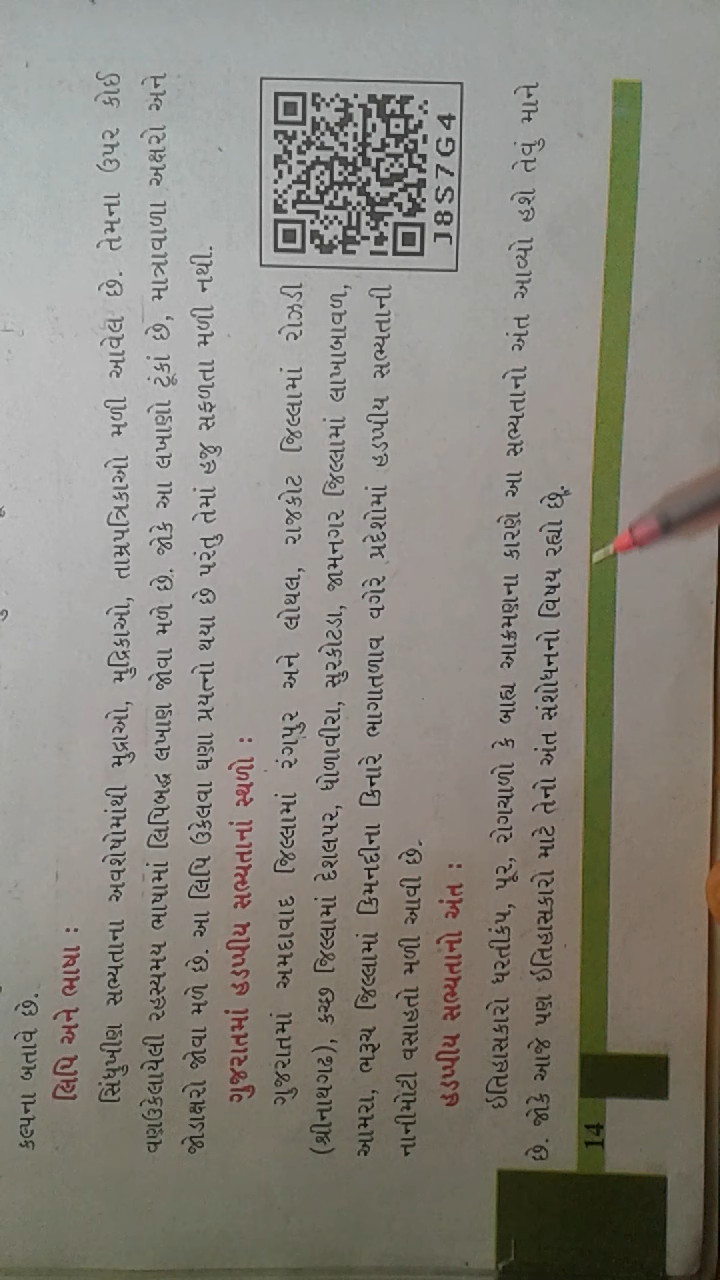 કલ્પના બતાવે છે.
લિપિ અને ભાષા :
સિંધુખીણ સભ્યતાના અવશેષોમાંથી મુદ્રાઓ, મુદ્રિકાઓ, તામ્રપત્રિકાઓ મળી આવેલ છે. તેમના ઉપર કોઈ
વણઉકેલાયેલી રહસ્યમય ભાષામાં લિપિબદ્ધ લખાણ જોવા મળે છે. જોકે આ લખાણો ટૂંકાં છે, માત્રાવાળા અક્ષરો અને
જોડાક્ષરો જોવા મળે છે. આ લિપિ ઉકેલવા ઘણા પ્રયત્નો થયા છે પરંતુ તેમાં હજુ સફળતા મળી નથી.
ગુજરાતમાં હડપ્પીય સભ્યતાનાં સ્થળો :
ગુજરાતમાં અમદાવાદ જિલ્લામાં રંગપુર અને લોથલ, રાજકોટ જિલ્લામાં રોઝડી
(શ્રીનાથગઢ), કચ્છ જિલ્લામાં દેશલપર, ધોળાવીરા, સુરકોટડા, જામનગર જિલ્લામાં લાખાબાવળ,
આમરા, ભરૂચ જિલ્લામાં કિમનદીના કિનારે ભાગાતળાવ વગેરે પ્રદેશોમાં હડપ્પીય સભ્યતાની
નાનીમોટી વસાહતો મળી આવી છે.
J8S7G4
હડપ્પીય સભ્યતાનો અંત :
ઇતિહાસકારો ધરતીકંપ, પૂર, રોગચાળો કે બાહ્ય આક્રમણના કારણે આ સભ્યતાનો અંત આવ્યો હશે તેવું માને
છે. જોકે આજે પણ ઇતિહાસકારો માટે તેનો અંત સંશોધનનો વિષય રહ્યો છે.
14